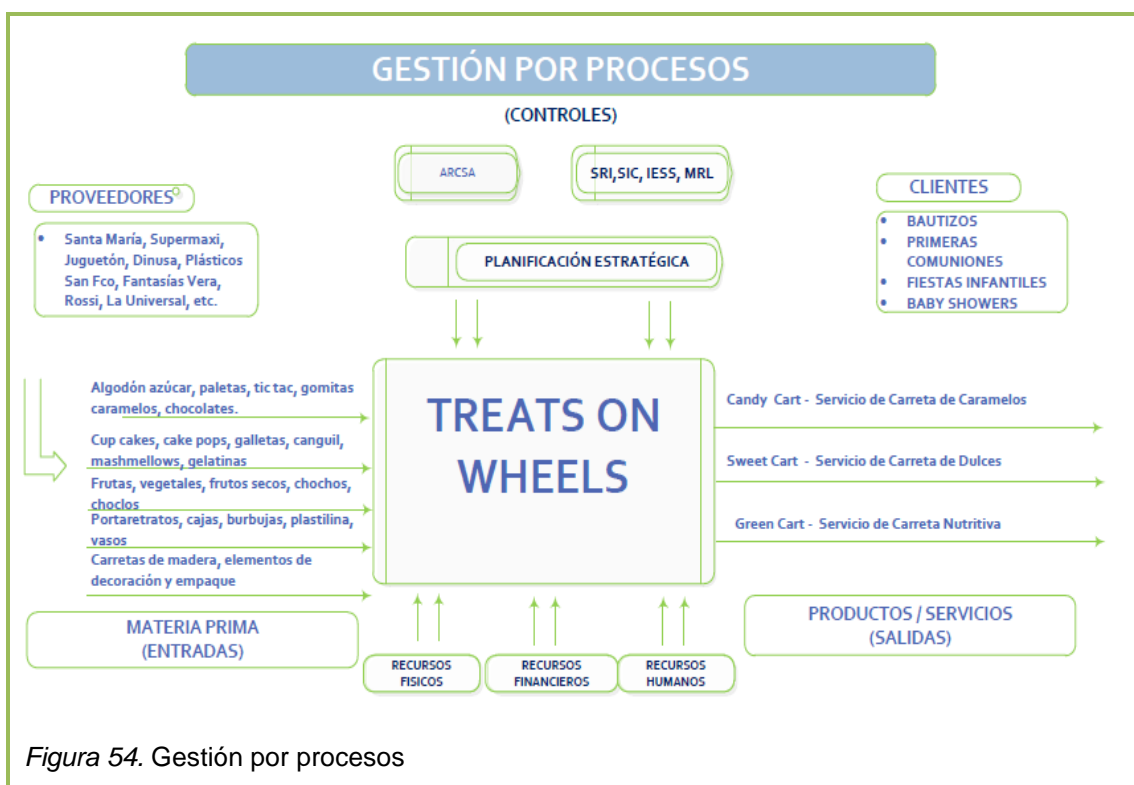 GESTIÓN POR PROCESOS
(CONTROLES)
ARCSA
SRI,SIC, IESS, MRL
PROVEEDORES
• Santa María, Supermaxi,
Juguetón, Dinusa, Plásticos
San Fco, Fantasías Vera,
Rossi, La Universal, etc.
CLIENTES
• BAUTIZOS
• PRIMERAS
COMUNIONES
• FIESTAS INFANTILES
• BABY SHOWERS
PLANIFICACIÓN ESTRATÉGICA
Algodón azúcar, paletas, tic tac, gomitas
caramelos, chocolates.
Cup cakes, cake pops, galletas, canguil,
mashmellows, gelatinas
Frutas, vegetales, frutos secos, chochos,
choclos
Portaretratos, cajas, burbujas, plastilina,
vasos
Carretas de madera, elementos de
decoración y empaque
TREATS ON
WHEELS
Candy Cart - Servicio de Carreta de Caramelos
Sweet Cart - Servicio de Carreta de Dulces
Green Cart - Servicio de Carreta Nutritiva
MATERIA PRIMA
(ENTRADAS)
PRODUCTOS / SERVICIOS
(SALIDAS)
RECURSOS
FISICOS
RECURSOS
FINANCIEROS
RECURSOS
HUMANOS
Figura 54. Gestión por procesos